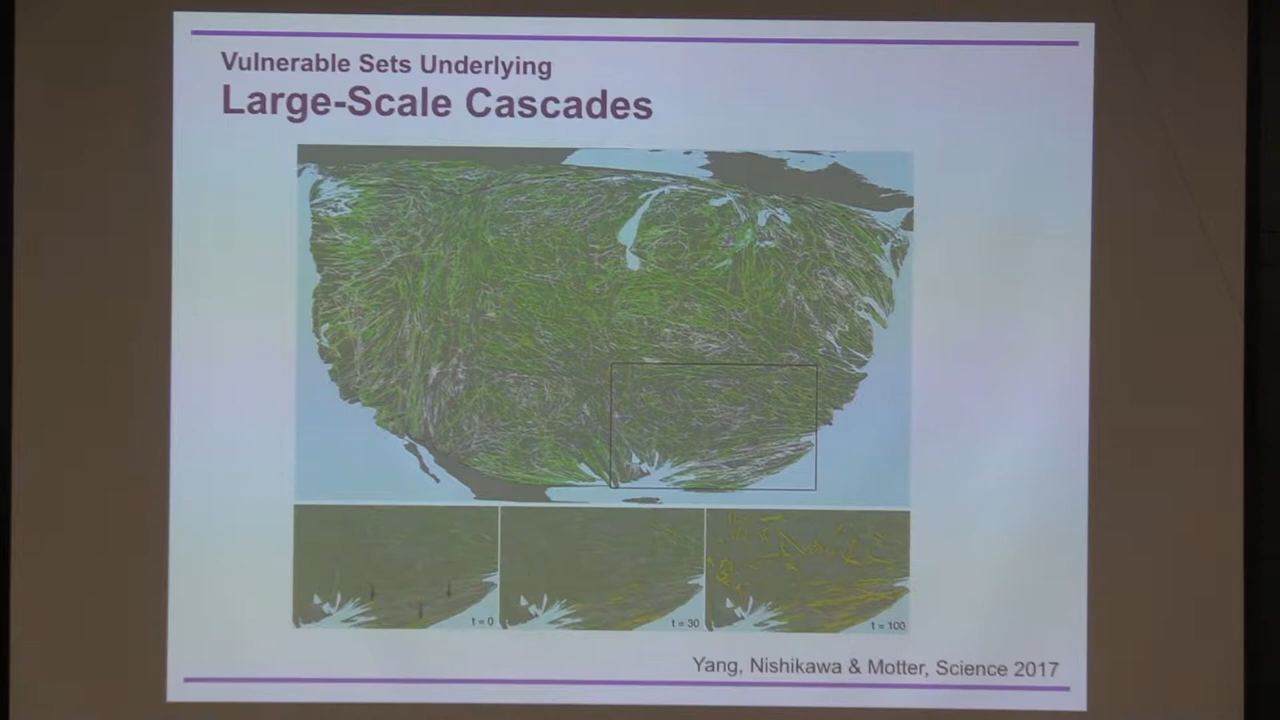 Vulnerable Sets Underlying
Large-Scale Cascades
t = 0
t = 30
t = 100
Yang, Nishikawa & Motter, Science 2017